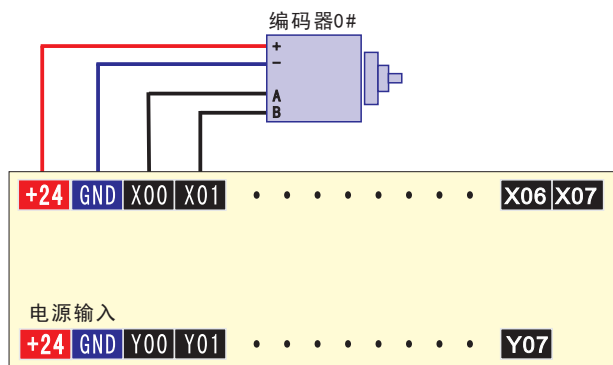 编码器0#
+
−
A
B
+24 GND X00 X01 · · · · · · · · X06 X07
电源输入
+24 GND Y00 Y01 · · · · · · · · Y07